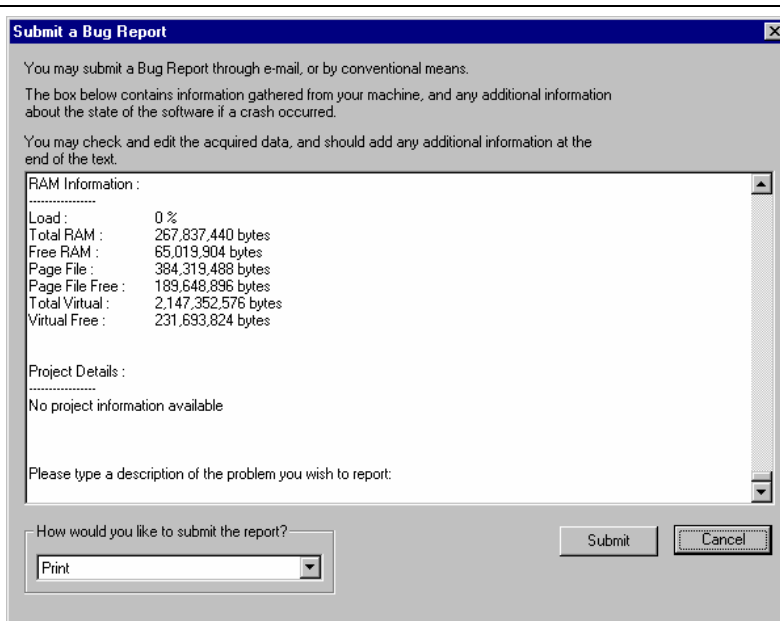 Submit a Bug Report
You may submit a Bug Report through e-mail, or by conventional means.
The box below contains information gathered from your machine, and any additional information
about the state of the software if a crash occurred.
You may check and edit the acquired data, and should add any additional information at the
end of the text.
RAM Information :
-----------------
Load : 0 %
Total RAM : 267,837,440 bytes
Free RAM : 65,019,904 bytes
Page File : 384,319,488 bytes
Page File Free : 189,648,896 bytes
Total Virtual : 2,147,352,576 bytes
Virtual Free : 231,693,824 bytes
Project Details :
-----------------
No project information available
Please type a description of the problem you wish to report:
How would you like to submit the report?
Print
Submit
Cancel